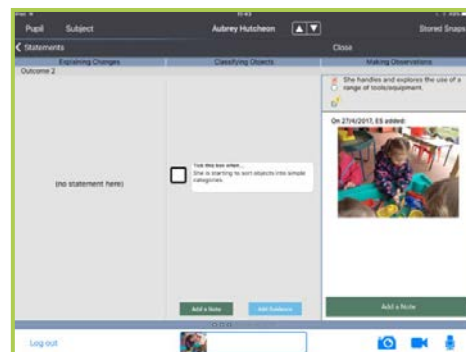 11:43
Pupil Subject Aubrey Hutcheon Stored Snaps
Statements Close
Explaining Changes Classifying Objects Making Observations
Outcome 2
She handles and explores the use of a
range of tools/equipment.
On 27/4/2017, ES added:
Tick this box when...
She is starting to sort objects into simple
categories.
(no statement here)
Add a Note Add Evidence Add a Note
Log out